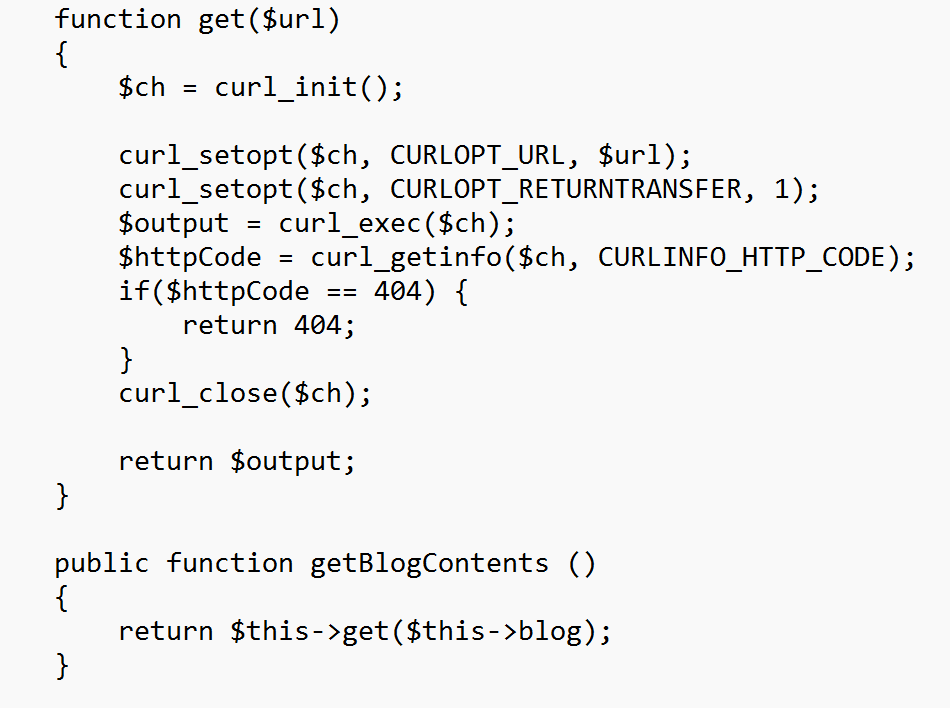 function get($url)
{
    $ch = curl_init();

    curl_setopt($ch, CURLOPT_URL, $url);
    curl_setopt($ch, CURLOPT_RETURNTRANSFER, 1);
    $output = curl_exec($ch);
    $httpCode = curl_getinfo($ch, CURLINFO_HTTP_CODE);
    if($httpCode == 404) {
        return 404;
    }
    curl_close($ch);

    return $output;
}

public function getBlogContents ()
{
    return $this->get($this->blog);
}